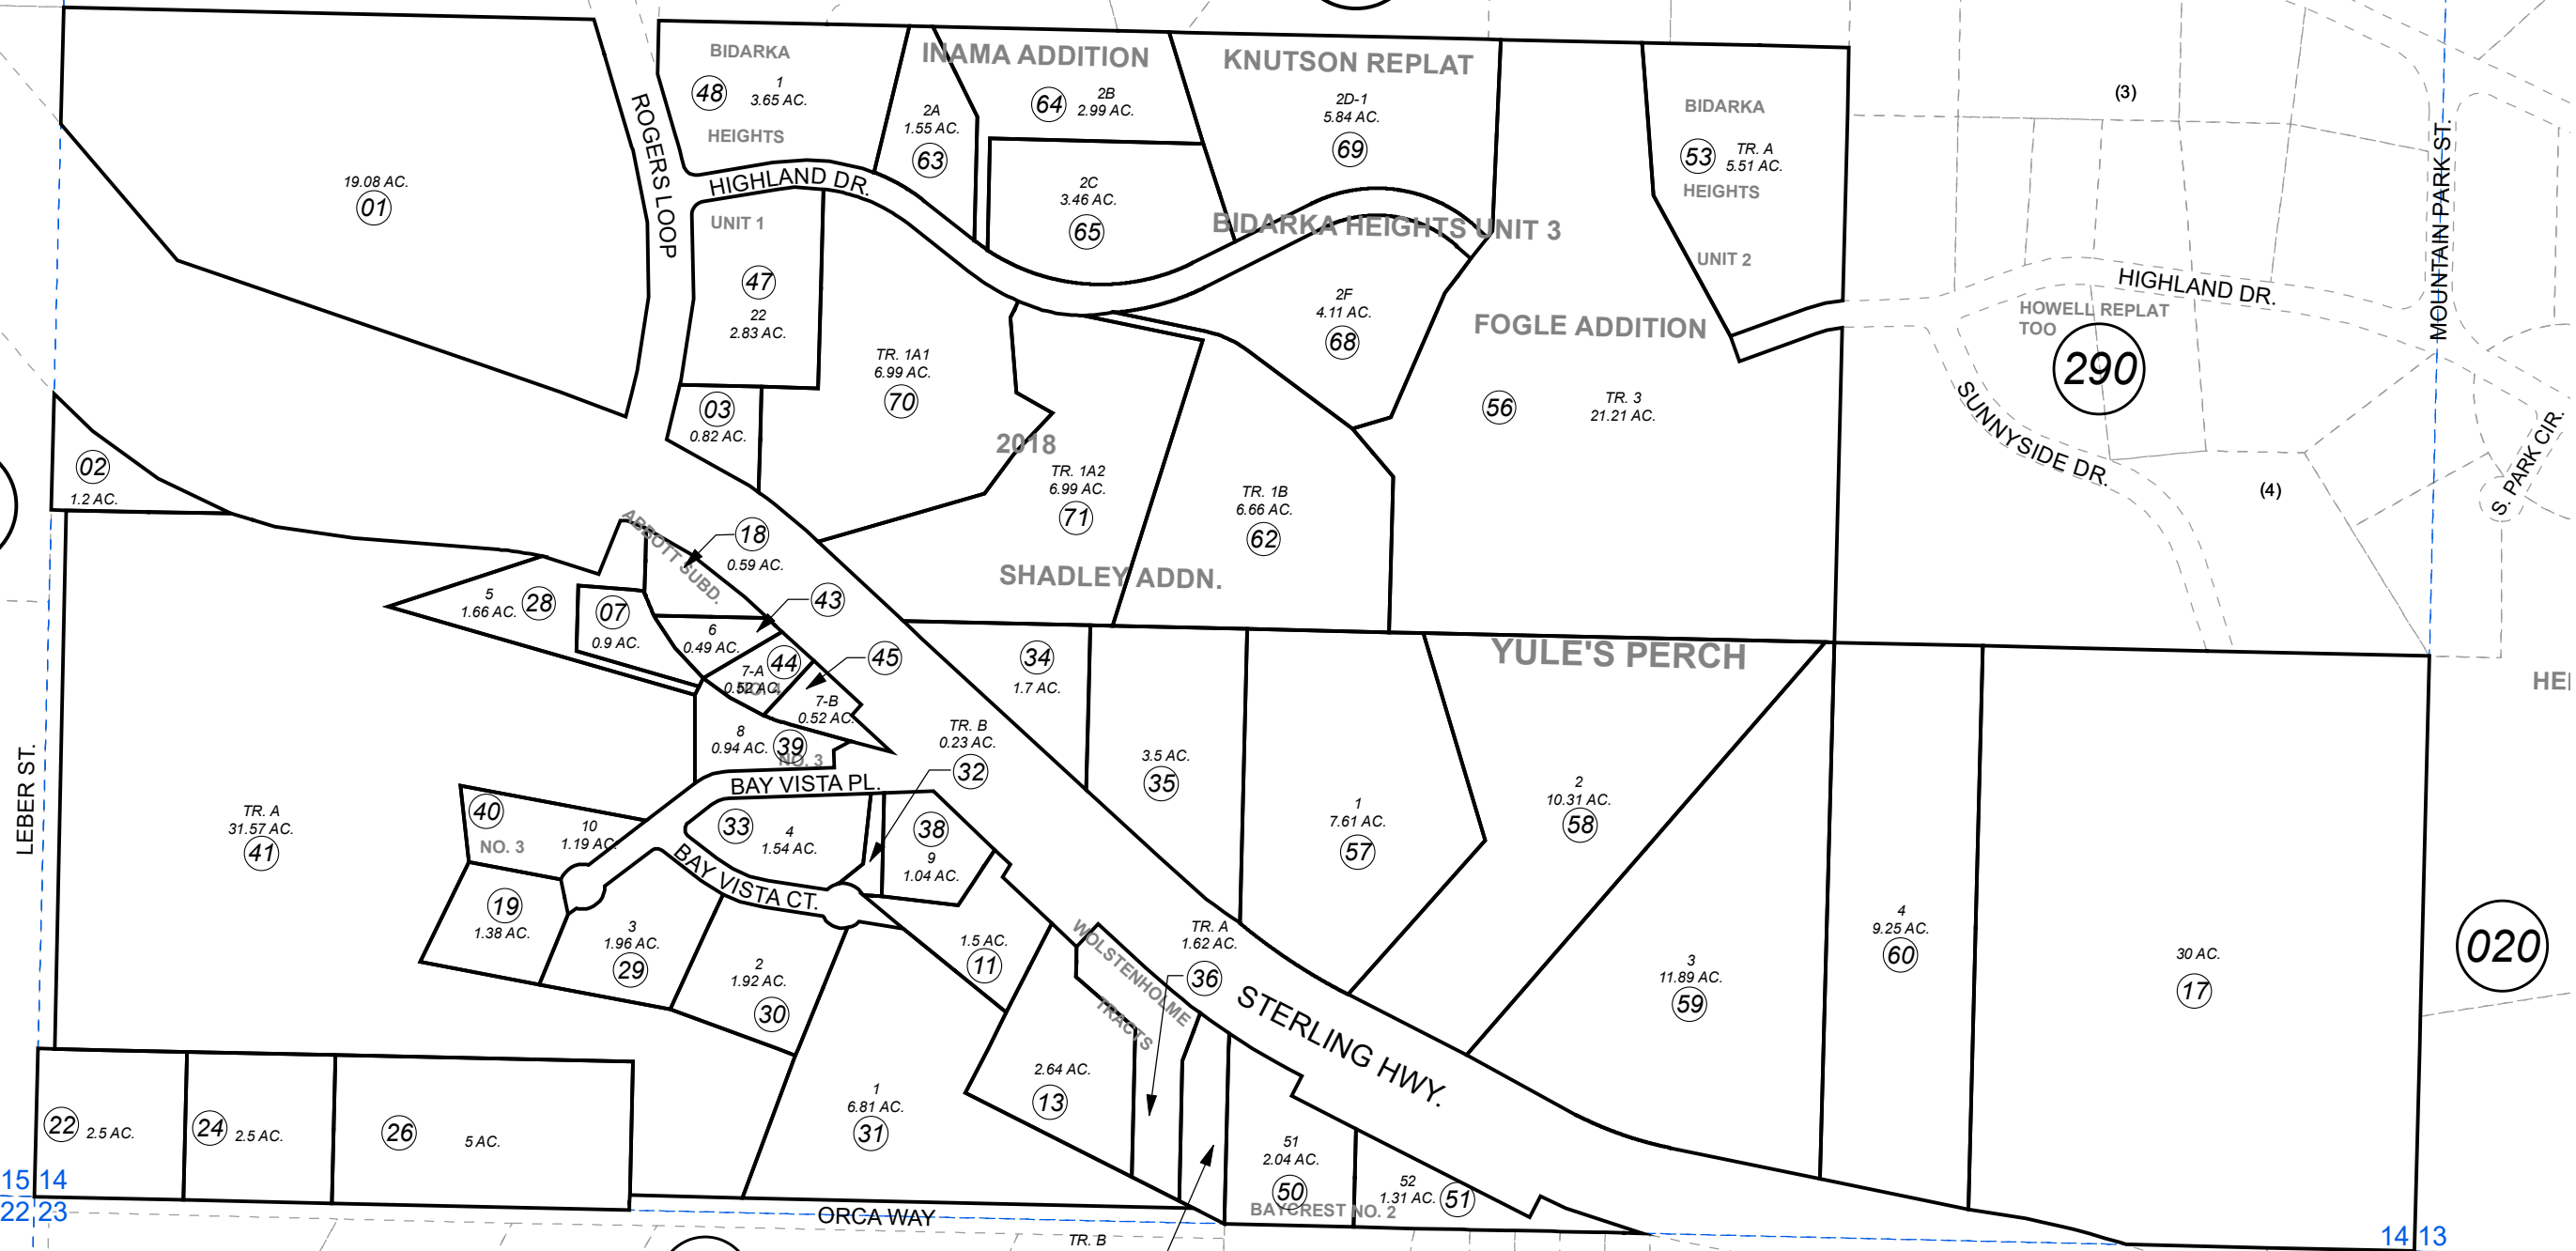 BIDARKA
48
1
3.65 AC.
HEIGHTS
INAMA ADDITION
2A
1.55 AC.
63
64
2B
2.99 AC.
KNUTSON REPLAT
2D-1
5.84 AC.
69
BIDARKA
53
TR. A
5.51 AC.
HEIGHTS
UNIT 2
(3)
MOUNTAIN PARK ST.
19.08 AC.
01
ROGERS LOOP
HIGHLAND DR.
UNIT 1
47
22
2.83 AC.
2C
3.46 AC.
65
BIDARKA HEIGHTS UNIT 3
2F
4.11 AC.
68
FOGLE ADDITION
56
TR. 3
21.21 AC.
HIGHLAND DR.
HOWELL REPLAT
TOO
290
SUNNYSIDE DR.
(4)
S. PARK CIR.
03
0.82 AC.
TR. 1A1
6.99 AC.
70
2018
TR. 1A2
6.99 AC.
71
TR. 1B
6.66 AC.
62
SHADLEY ADDN.
02
1.2 AC.
ABBOTT SUBD.
18
0.59 AC.
43
5
1.66 AC.
28
07
0.9 AC.
6
0.49 AC.
44
7-A
0.52 AC.
NO. 4
45
7-B
0.52 AC.
8
0.94 AC.
39
NO. 3
34
1.7 AC.
YULE'S PERCH
HE
TR. B
0.23 AC.
32
3.5 AC.
35
1
7.61 AC.
57
2
10.31 AC.
58
LEBER ST.
TR. A
31.57 AC.
41
40
10
1.19 AC.
NO. 3
BAY VISTA PL.
33
4
1.54 AC.
38
9
1.04 AC.
BAY VISTA CT.
19
1.38 AC.
3
1.96 AC.
29
2
1.92 AC.
30
1.5 AC.
11
WOLSTENHOLME
TRACTS
TR. A
1.62 AC.
36
STERLING HWY.
3
11.89 AC.
59
4
9.25 AC.
60
30 AC.
17
020
22
2.5 AC.
24
2.5 AC.
26
5 AC.
1
6.81 AC.
31
2.64 AC.
13
51
2.04 AC.
50
52
1.31 AC.
51
BAYCREST NO. 2
15 14
22 23
ORCA WAY
TR. B
14 13